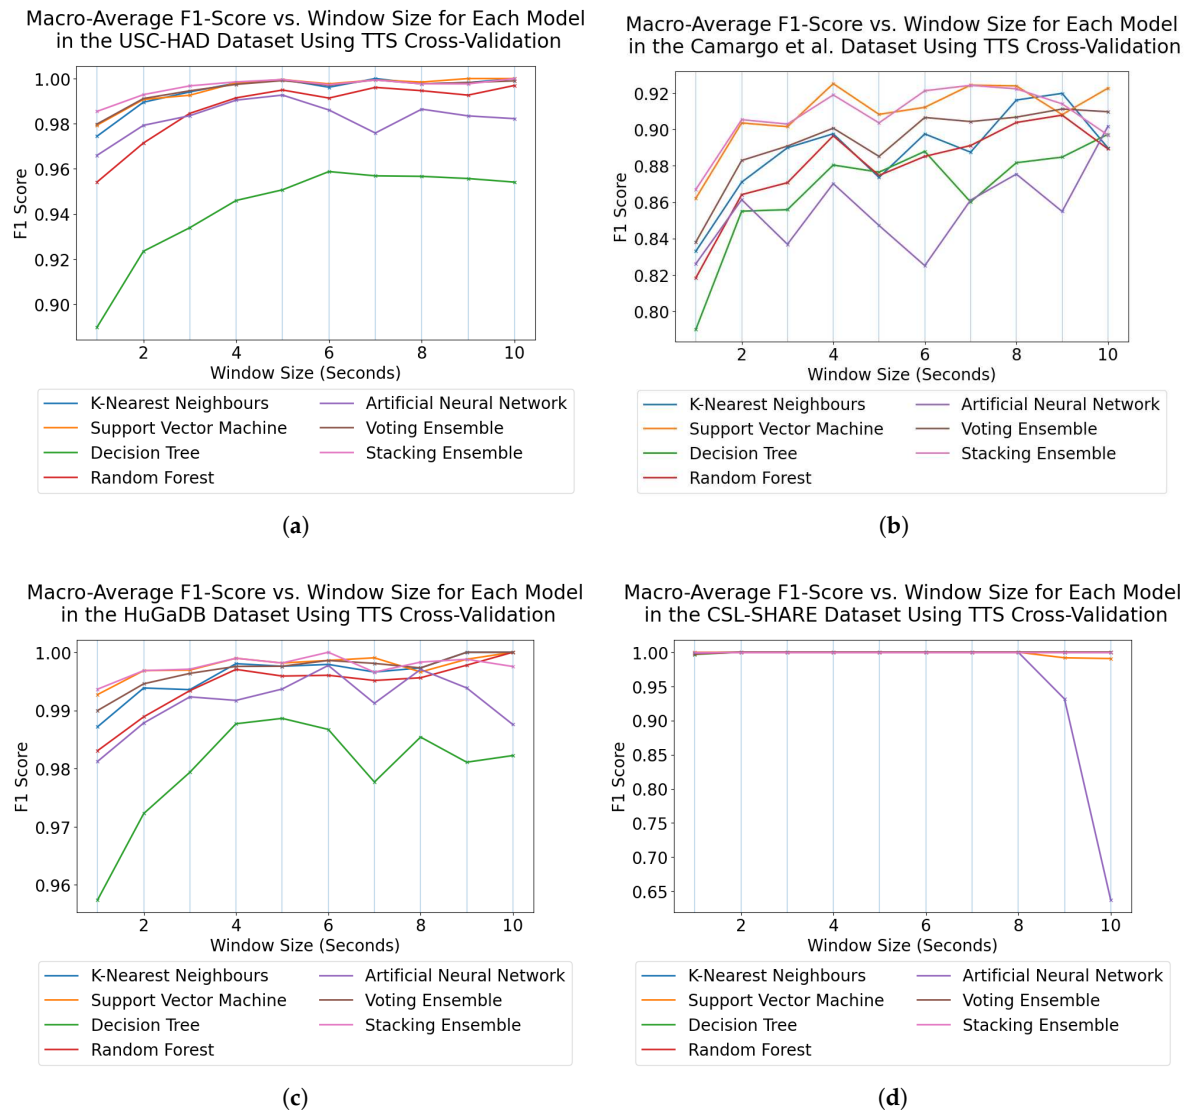 Macro-Average F1-Score vs. Window Size for Each Model
in the USC-HAD Dataset Using TTS Cross-Validation
1.00
0.98
0.96
0.94
0.92
0.90
F1 Score
2 4 6 8 10
Window Size (Seconds)
K-Nearest Neighbours
Support Vector Machine
Decision Tree
Random Forest
Artificial Neural Network
Voting Ensemble
Stacking Ensemble
(a)
Macro-Average F1-Score vs. Window Size for Each Model
in the Camargo et al. Dataset Using TTS Cross-Validation
0.92
0.90
0.88
0.86
0.84
0.82
0.80
F1 Score
2 4 6 8 10
Window Size (Seconds)
K-Nearest Neighbours
Support Vector Machine
Decision Tree
Random Forest
Artificial Neural Network
Voting Ensemble
Stacking Ensemble
(b)
Macro-Average F1-Score vs. Window Size for Each Model
in the HuGaDB Dataset Using TTS Cross-Validation
1.00
0.99
0.98
0.97
0.96
F1 Score
2 4 6 8 10
Window Size (Seconds)
K-Nearest Neighbours
Support Vector Machine
Decision Tree
Random Forest
Artificial Neural Network
Voting Ensemble
Stacking Ensemble
(c)
Macro-Average F1-Score vs. Window Size for Each Model
in the CSL-SHARE Dataset Using TTS Cross-Validation
1.00
0.95
0.90
0.85
0.80
0.75
0.70
0.65
F1 Score
2 4 6 8 10
Window Size (Seconds)
K-Nearest Neighbours
Support Vector Machine
Decision Tree
Random Forest
Artificial Neural Network
Voting Ensemble
Stacking Ensemble
(d)